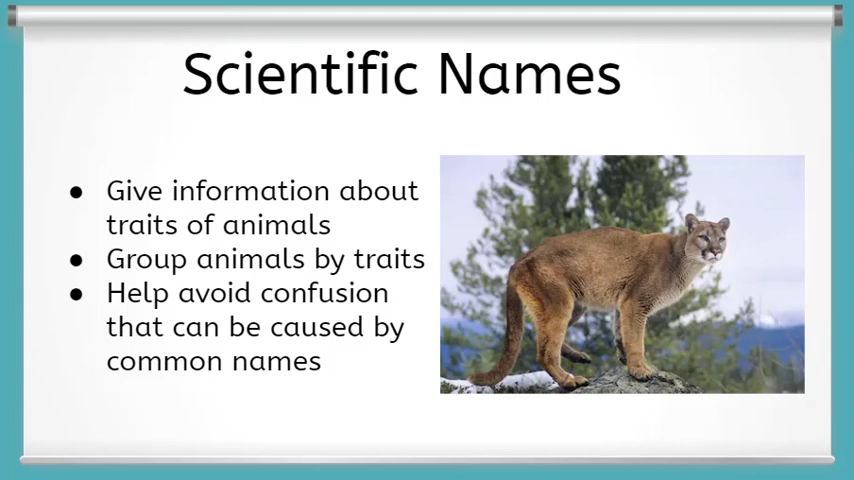 Scientific Names
● Give information about
traits of animals
● Group animals by traits
● Help avoid confusion
that can be caused by
common names